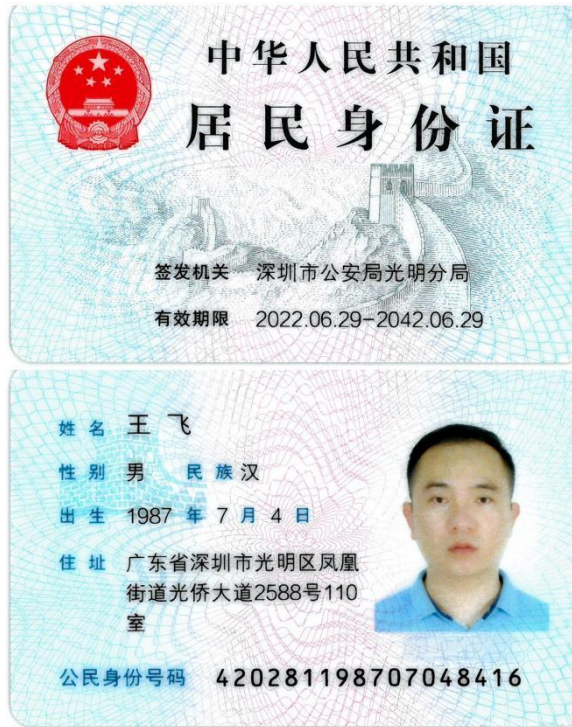 中华人民共和国
居民身份证
签发机关 深圳市公安局光明分局
有效期限 2022.06.29-2042.06.29
姓名 王飞
性别 男 民族 汉
出生 1987 年 7 月 4 日
住址 广东省深圳市光明区凤凰
街道光侨大道2588号110
室
公民身份号码 420281198707048416